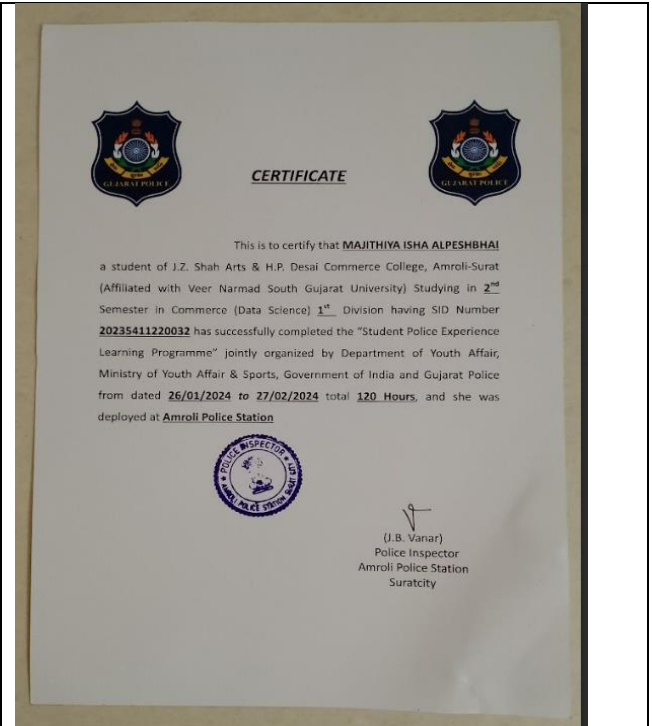 GUJARAT POLICE
GUJARAT POLICE
CERTIFICATE
This is to certify that MAJITHIYA ISHA ALPESHBHAI
a student of J.Z. Shah Arts & H.P. Desai Commerce College, Amroli-Surat
(Affiliated with Veer Narmad South Gujarat University) Studying in 2nd
Semester in Commerce (Data Science) 1st Division having SID Number
20235411220032 has successfully completed the "Student Police Experience
Learning Programme" jointly organized by Department of Youth Affair,
Ministry of Youth Affair & Sports, Government of India and Gujarat Police
from dated 26/01/2024 to 27/02/2024 total 120 Hours, and she was
deployed at Amroli Police Station
POLICE INSPECTOR
AMROLI POLICE STATION SURAT CITY
(J.B. Vanar)
Police Inspector
Amroli Police Station
Suratcity